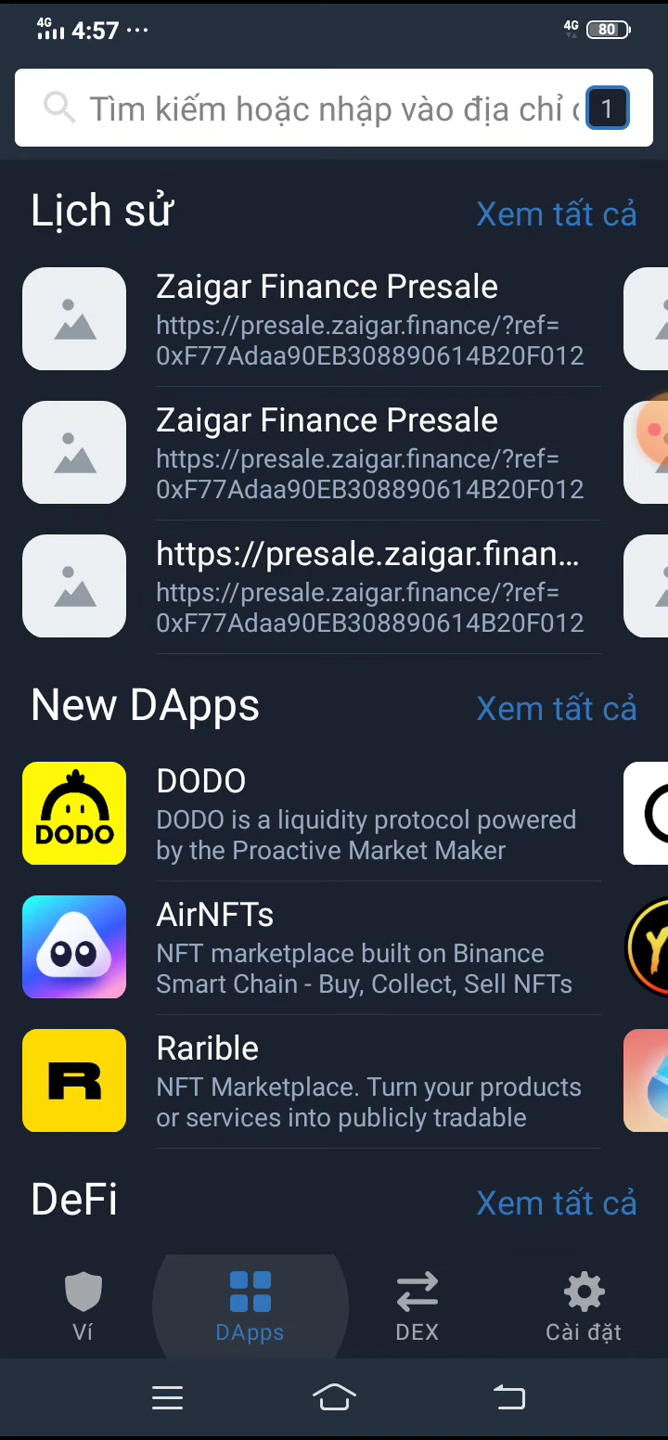 4G 4:57 ... 4G 80
Tìm kiếm hoặc nhập vào địa chỉ 1
Lịch sử Xem tất cả
Zaigar Finance Presale
https://presale.zaigar.finance/?ref=
0xF77Adaa90EB308890614B20F012
Zaigar Finance Presale
https://presale.zaigar.finance/?ref=
0xF77Adaa90EB308890614B20F012
https://presale.zaigar.finan...
https://presale.zaigar.finance/?ref=
0xF77Adaa90EB308890614B20F012
New DApps Xem tất cả
DODO
DODO
DODO is a liquidity protocol powered
by the Proactive Market Maker
AirNFTs
NFT marketplace built on Binance
Smart Chain - Buy, Collect, Sell NFTs
R
Rarible
NFT Marketplace. Turn your products
or services into publicly tradable
DeFi Xem tất cả
Ví DApps DEX Cài đặt